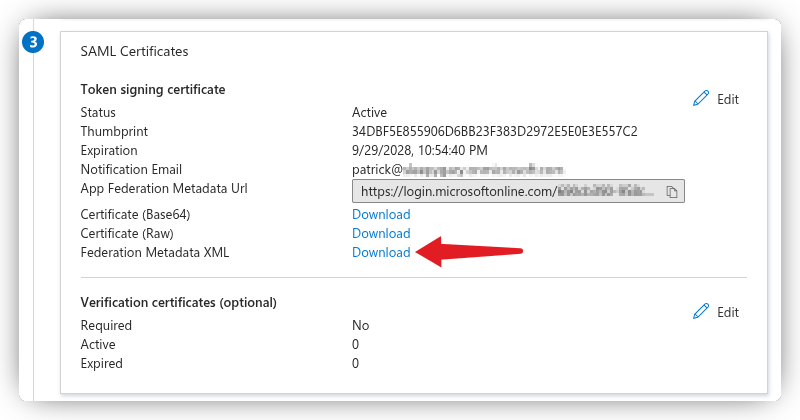 3
SAML Certificates
Token signing certificate
Edit
Status Active
Thumbprint 34DBF5E855906D6BB23F383D2972E5E0E3E557C2
Expiration 9/29/2028, 10:54:40 PM
Notification Email patrick@
App Federation Metadata Url https://login.microsoftonline.com/
Certificate (Base64) Download
Certificate (Raw) Download
Federation Metadata XML Download
Verification certificates (optional)
Edit
Required No
Active 0
Expired 0